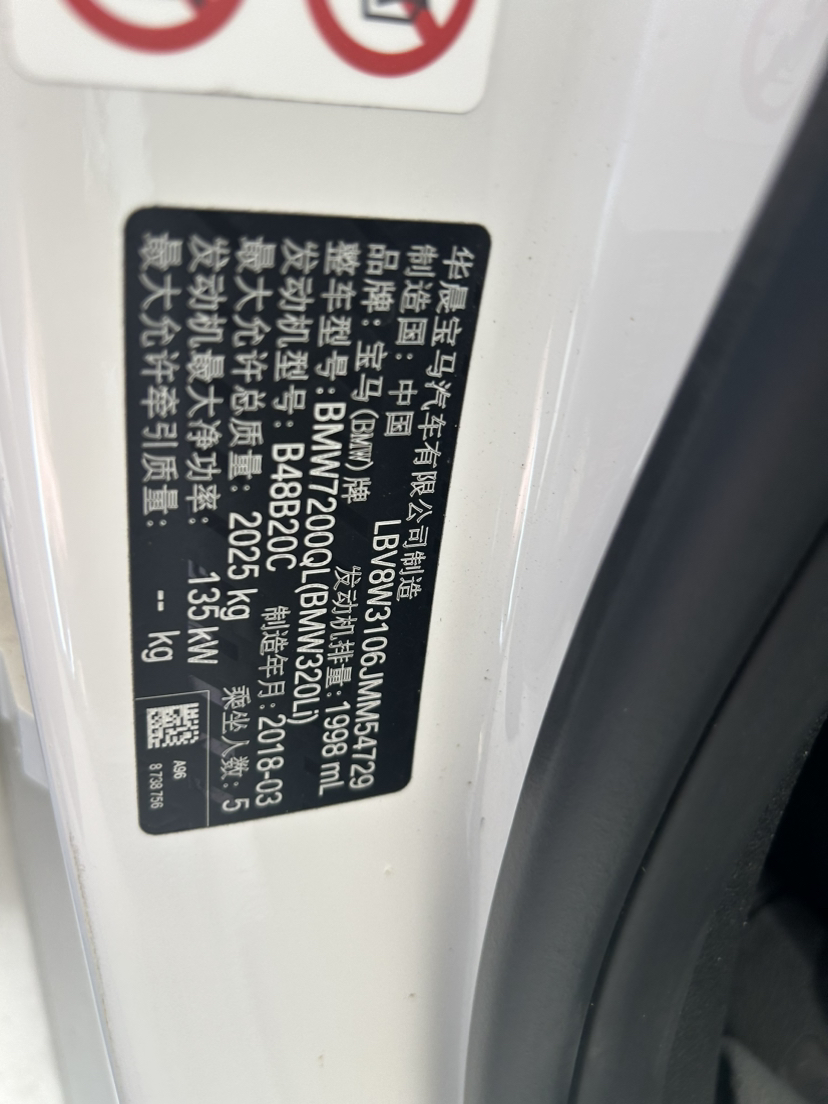 华晨宝马汽车有限公司制造
制造国：中国 LBV8W3106JMM54729
品牌：宝马(BMW)牌 发动机排量：1998 mL
整车型号：BMW7200QL(BMW320Li)
发动机型号：B48B20C 制造年月：2018-03
最大允许总质量：2025 kg 乘坐人数：5
发动机最大净功率：135 kW
最大允许牵引质量：-- kg
A96
8 738 756